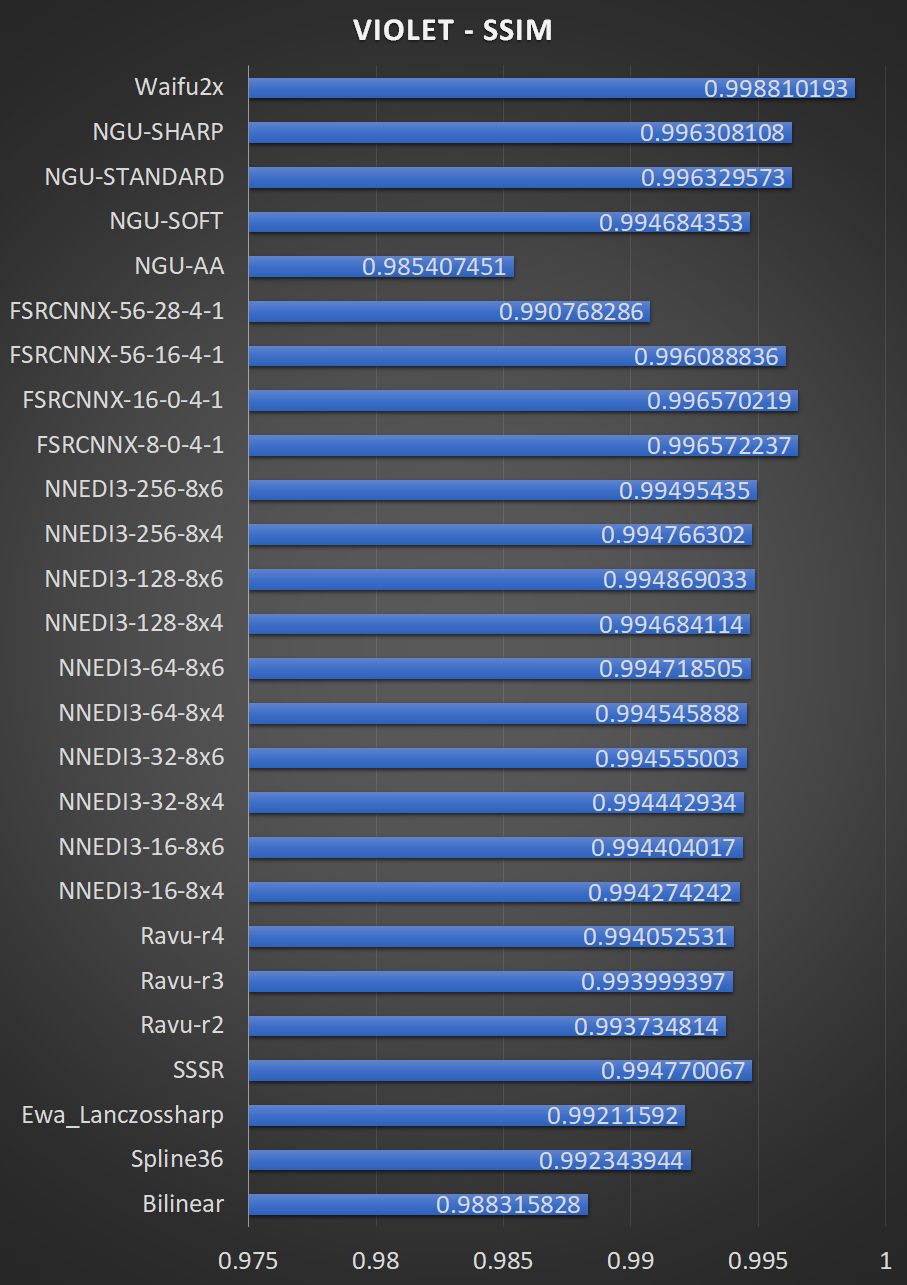 VIOLET - SSIM
Waifu2x 0.998810193
NGU-SHARP 0.996308108
NGU-STANDARD 0.996329573
NGU-SOFT 0.994684353
NGU-AA 0.985407451
FSRCNNX-56-28-4-1 0.990768286
FSRCNNX-56-16-4-1 0.996088836
FSRCNNX-16-0-4-1 0.996570219
FSRCNNX-8-0-4-1 0.996572237
NNEDI3-256-8x6 0.99495435
NNEDI3-256-8x4 0.994766302
NNEDI3-128-8x6 0.994869033
NNEDI3-128-8x4 0.994684114
NNEDI3-64-8x6 0.994718505
NNEDI3-64-8x4 0.994545888
NNEDI3-32-8x6 0.994555003
NNEDI3-32-8x4 0.994442934
NNEDI3-16-8x6 0.994404017
NNEDI3-16-8x4 0.994274242
Ravu-r4 0.994052531
Ravu-r3 0.993999397
Ravu-r2 0.993734814
SSSR 0.994770067
Ewa_Lanczossharp 0.99211592
Spline36 0.992343944
Bilinear 0.988315828
0.975 0.98 0.985 0.99 0.995 1